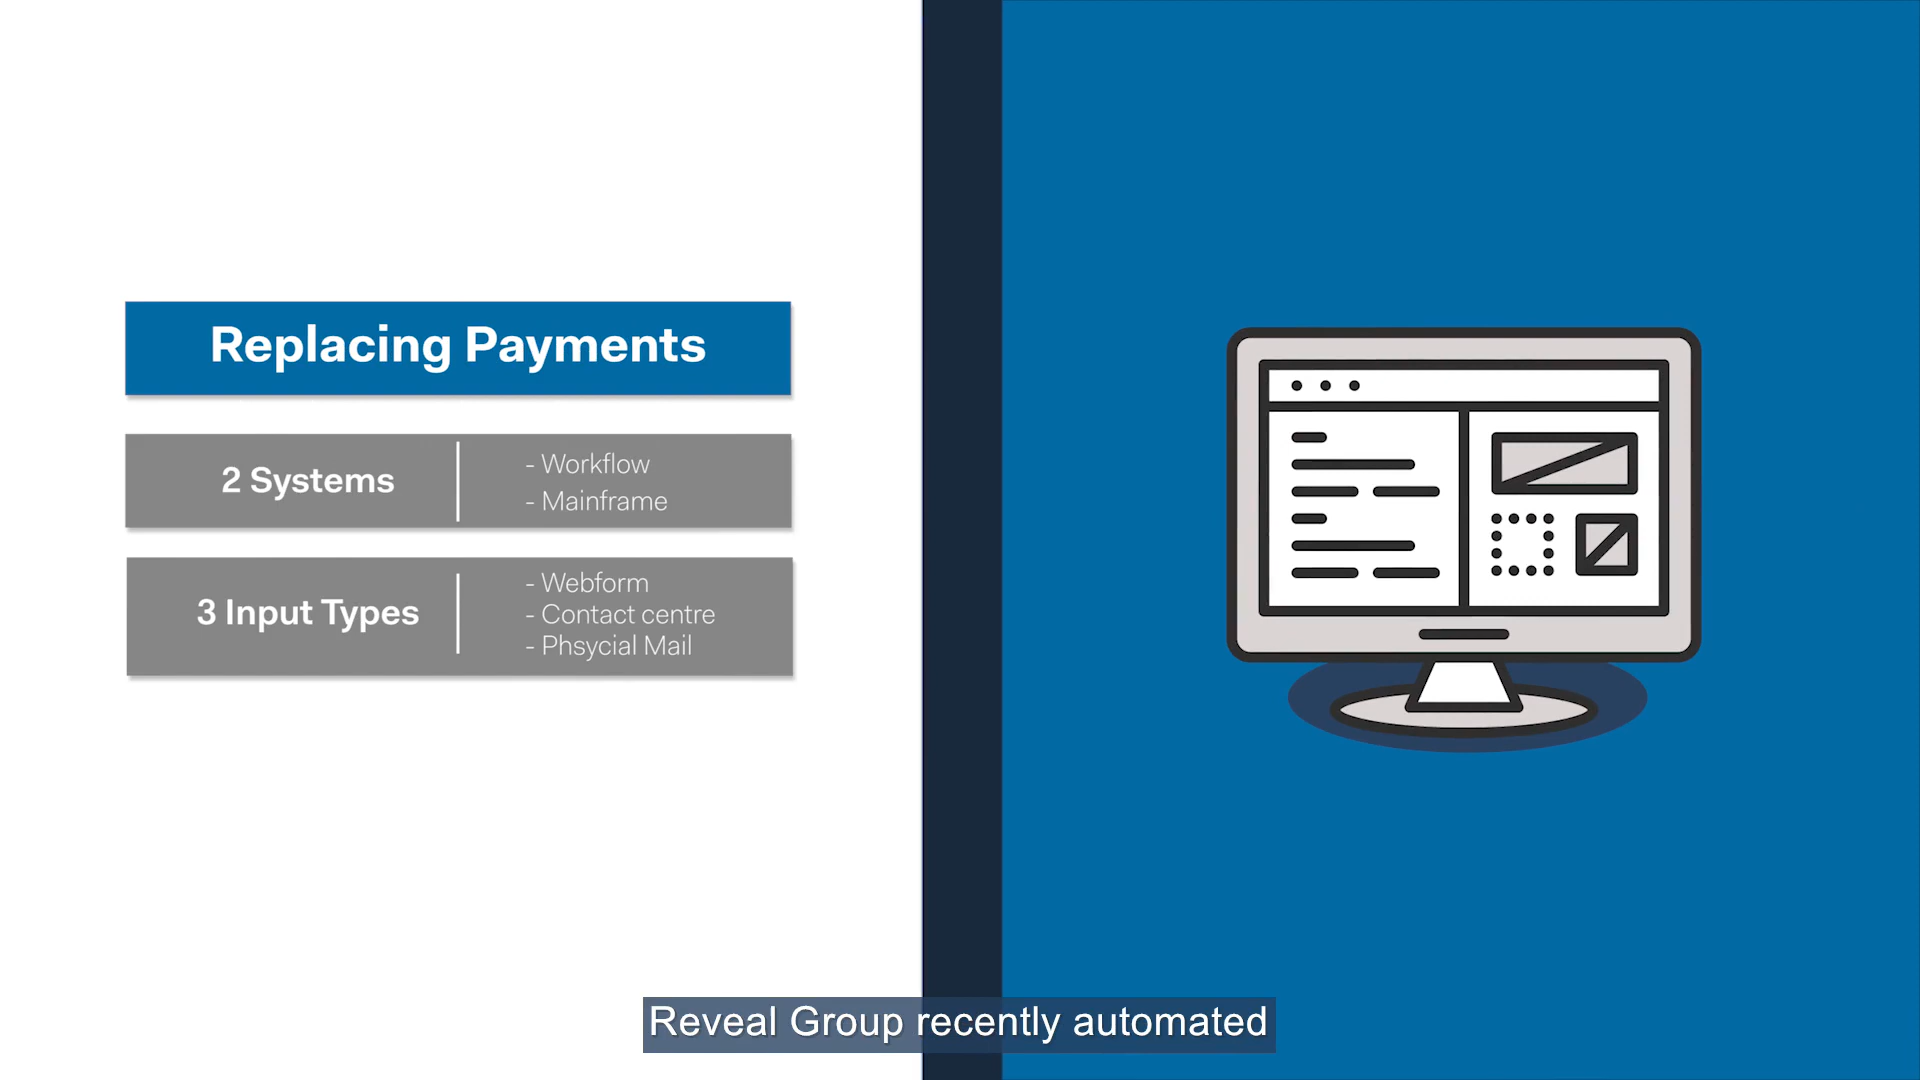 Replacing Payments
2 Systems
- Workflow
- Mainframe
3 Input Types
- Webform
- Contact centre
- Phsycial Mail
Reveal Group recently automated